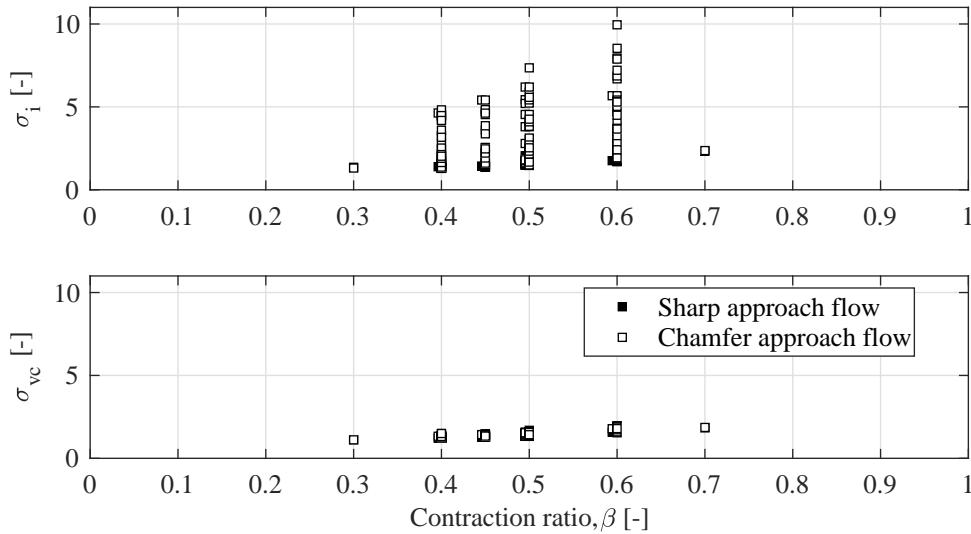 10
5
0
σi [-]
0 0.1 0.2 0.3 0.4 0.5 0.6 0.7 0.8 0.9 1
10
5
0
σvc [-]
Sharp approach flow
Chamfer approach flow
0 0.1 0.2 0.3 0.4 0.5 0.6 0.7 0.8 0.9 1
Contraction ratio, β [-]